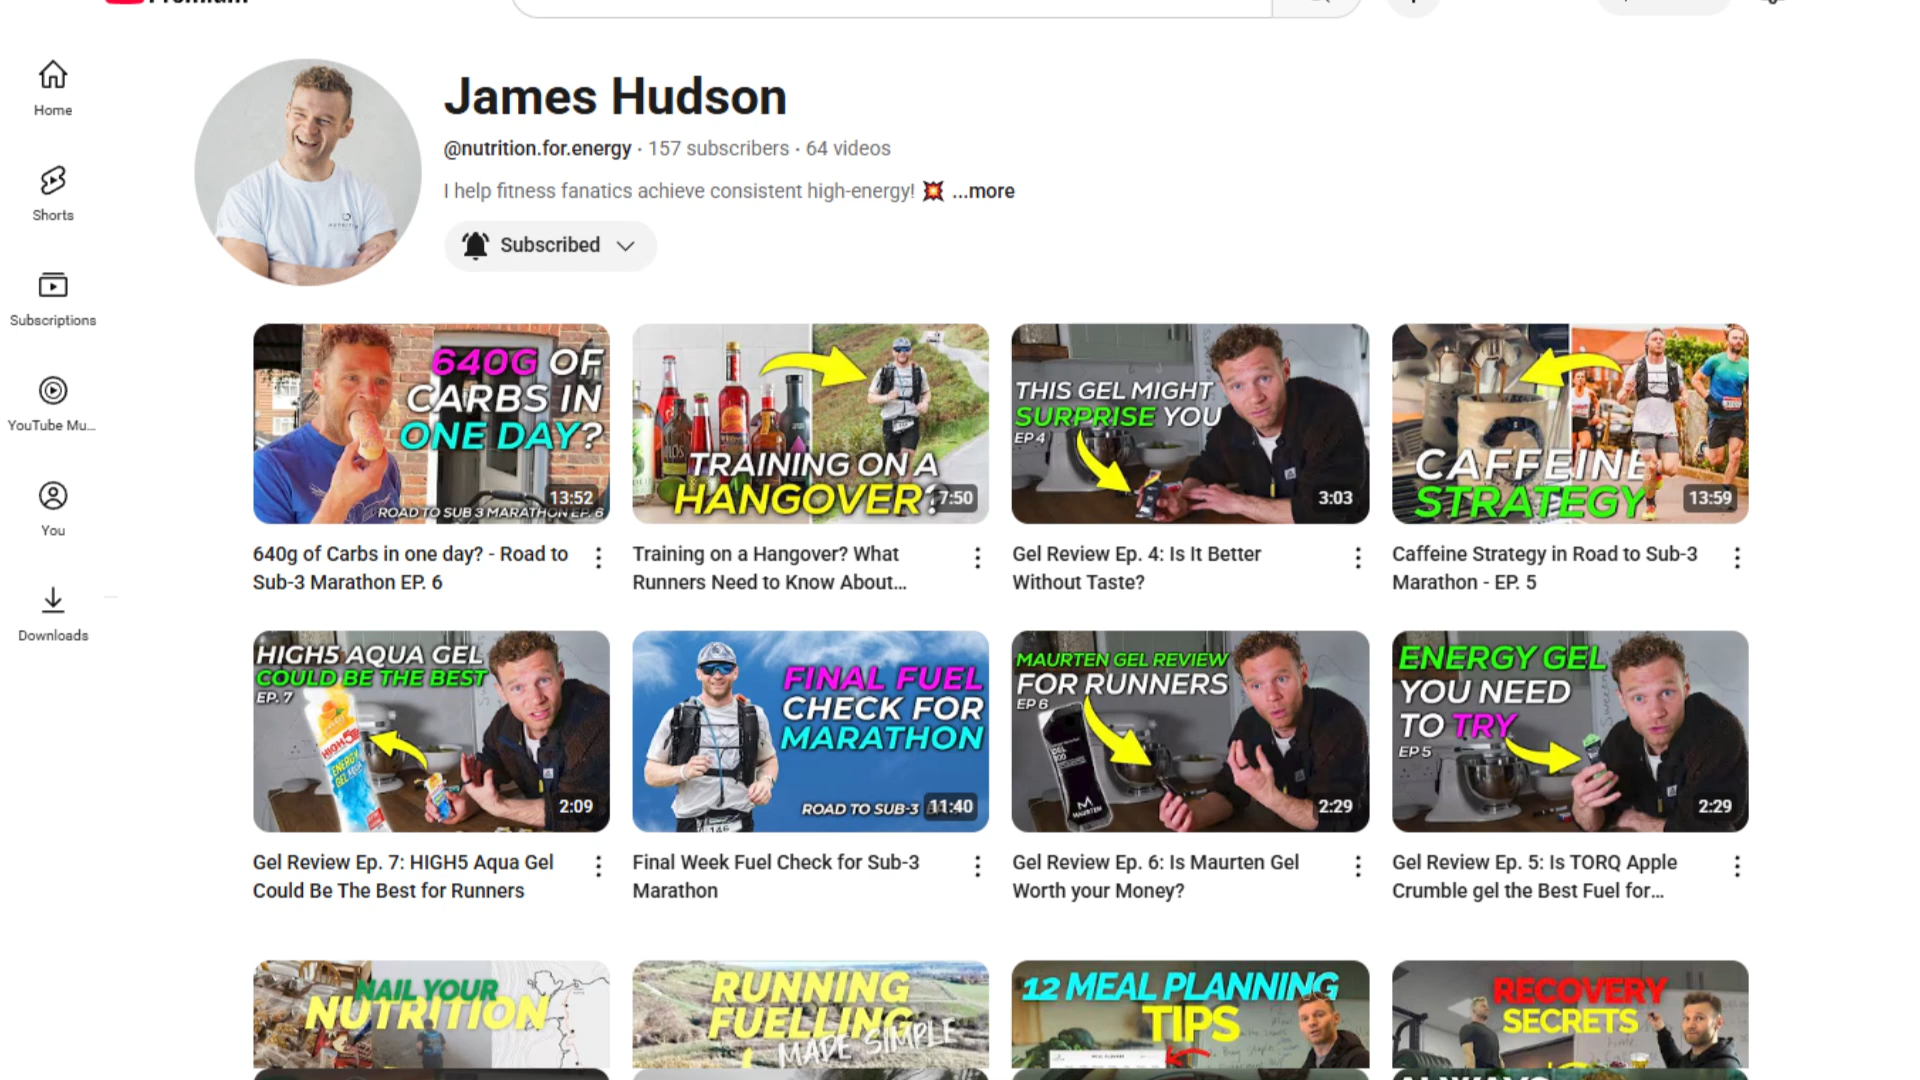 James Hudson
@nutrition.for.energy · 157 subscribers · 64 videos
I help fitness fanatics achieve consistent high-energy! 💥 ...more
Subscribed
Home
Shorts
Subscriptions
YouTube Mu...
You
Downloads
640G OF
CARBS IN
ONE DAY?
13:52
ROAD TO SUB 3 MARATHON EP. 6
640g of Carbs in one day? - Road to
Sub-3 Marathon EP. 6
TRAINING ON A
HANGOVER?
7:50
Training on a Hangover? What
Runners Need to Know About...
THIS GEL MIGHT
SURPRISE YOU
EP 4
3:03
Gel Review Ep. 4: Is It Better
Without Taste?
CAFFEINE
STRATEGY
13:59
Caffeine Strategy in Road to Sub-3
Marathon - EP. 5
HIGH5 AQUA GEL
COULD BE THE BEST
EP. 7
HIGH5
ENERGY
GEL AQUA
2:09
Gel Review Ep. 7: HIGH5 Aqua Gel
Could Be The Best for Runners
FINAL FUEL
CHECK FOR
MARATHON
146
ROAD TO SUB-3
11:40
Final Week Fuel Check for Sub-3
Marathon
MAURTEN GEL REVIEW
FOR RUNNERS
EP 6
GEL
100
MAURTEN
2:29
Gel Review Ep. 6: Is Maurten Gel
Worth your Money?
ENERGY GEL
YOU NEED
TO TRY
EP 5
2:29
Gel Review Ep. 5: Is TORQ Apple
Crumble gel the Best Fuel for...
NAIL YOUR
NUTRITION
RUNNING
FUELLING
MADE SIMPLE
12 MEAL PLANNING
TIPS
RECOVERY
SECRETS
ALWAYS